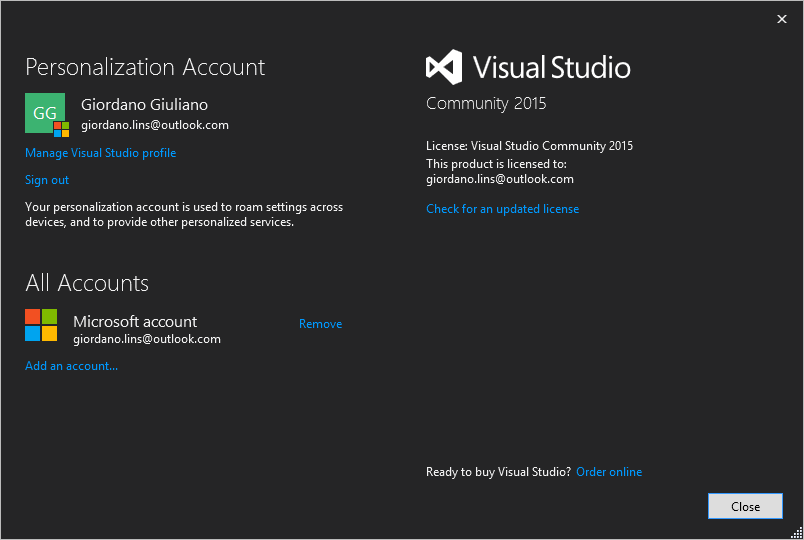 Personalization Account
GG
Giordano Giuliano
giordano.lins@outlook.com
Manage Visual Studio profile
Sign out
Your personalization account is used to roam settings across
devices, and to provide other personalized services.
All Accounts
Microsoft account
giordano.lins@outlook.com
Remove
Add an account...
Visual Studio
Community 2015
License: Visual Studio Community 2015
This product is licensed to:
giordano.lins@outlook.com
Check for an updated license
Ready to buy Visual Studio? Order online
Close